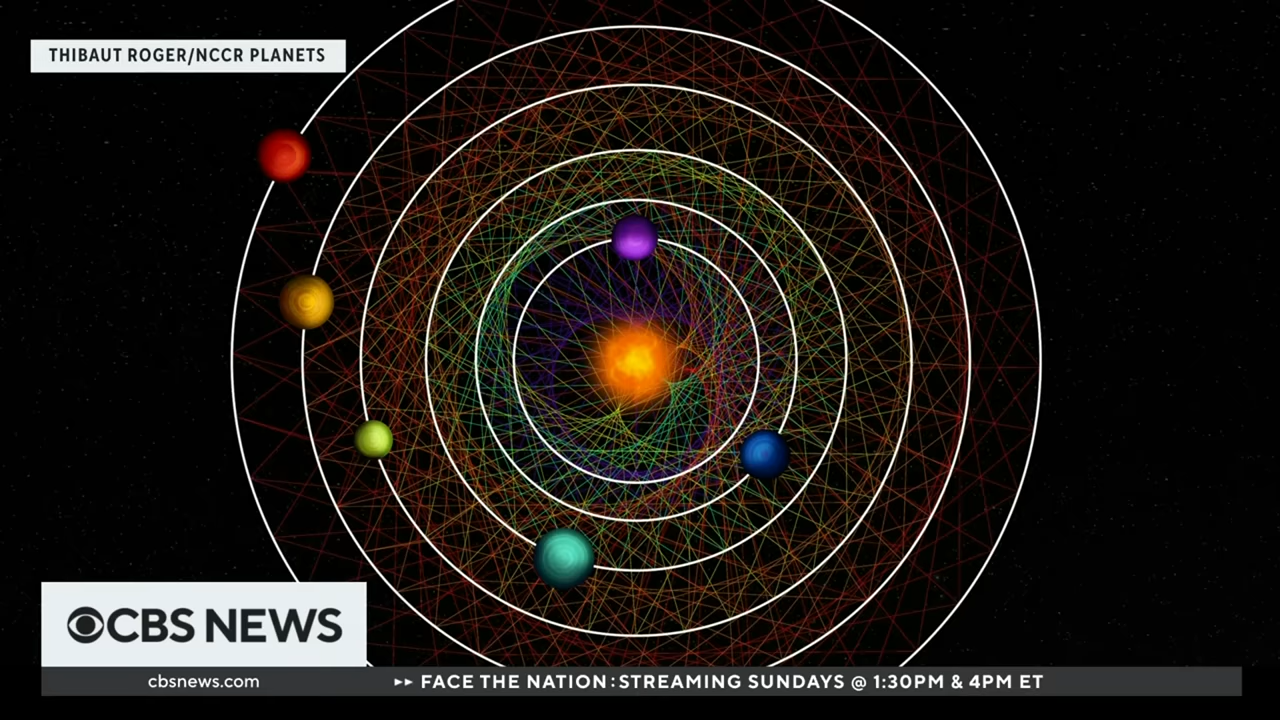 THIBAUT ROGER/NCCR PLANETS
CBS NEWS
cbsnews.com
FACE THE NATION: STREAMING SUNDAYS @ 1:30PM & 4PM ET